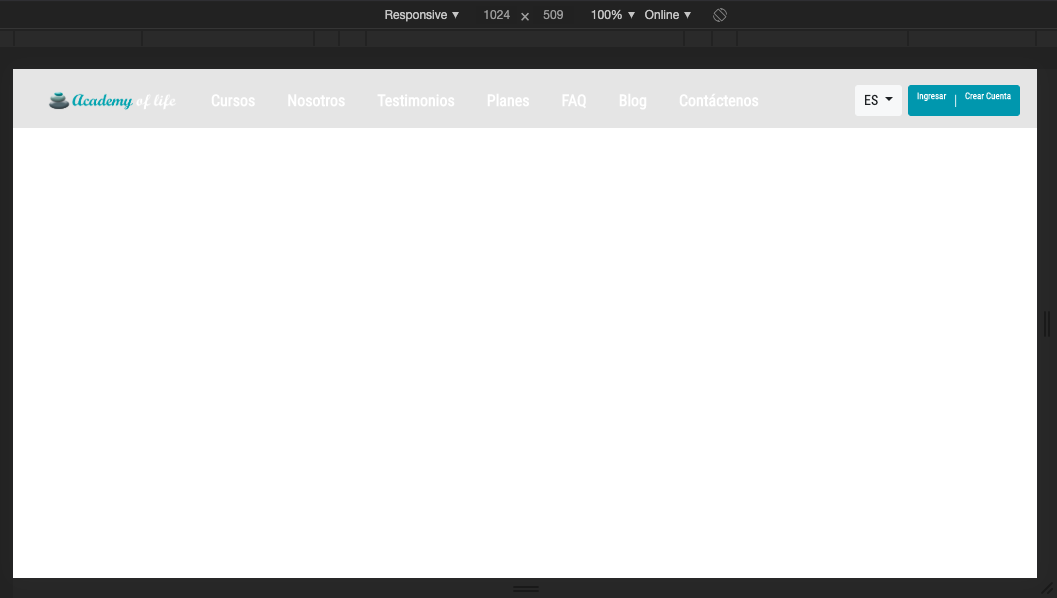 Responsive ▼ 1024 x 509 100% ▼ Online ▼
Academy of life Cursos Nosotros Testimonios Planes FAQ Blog Contáctenos ES Ingresar | Crear Cuenta